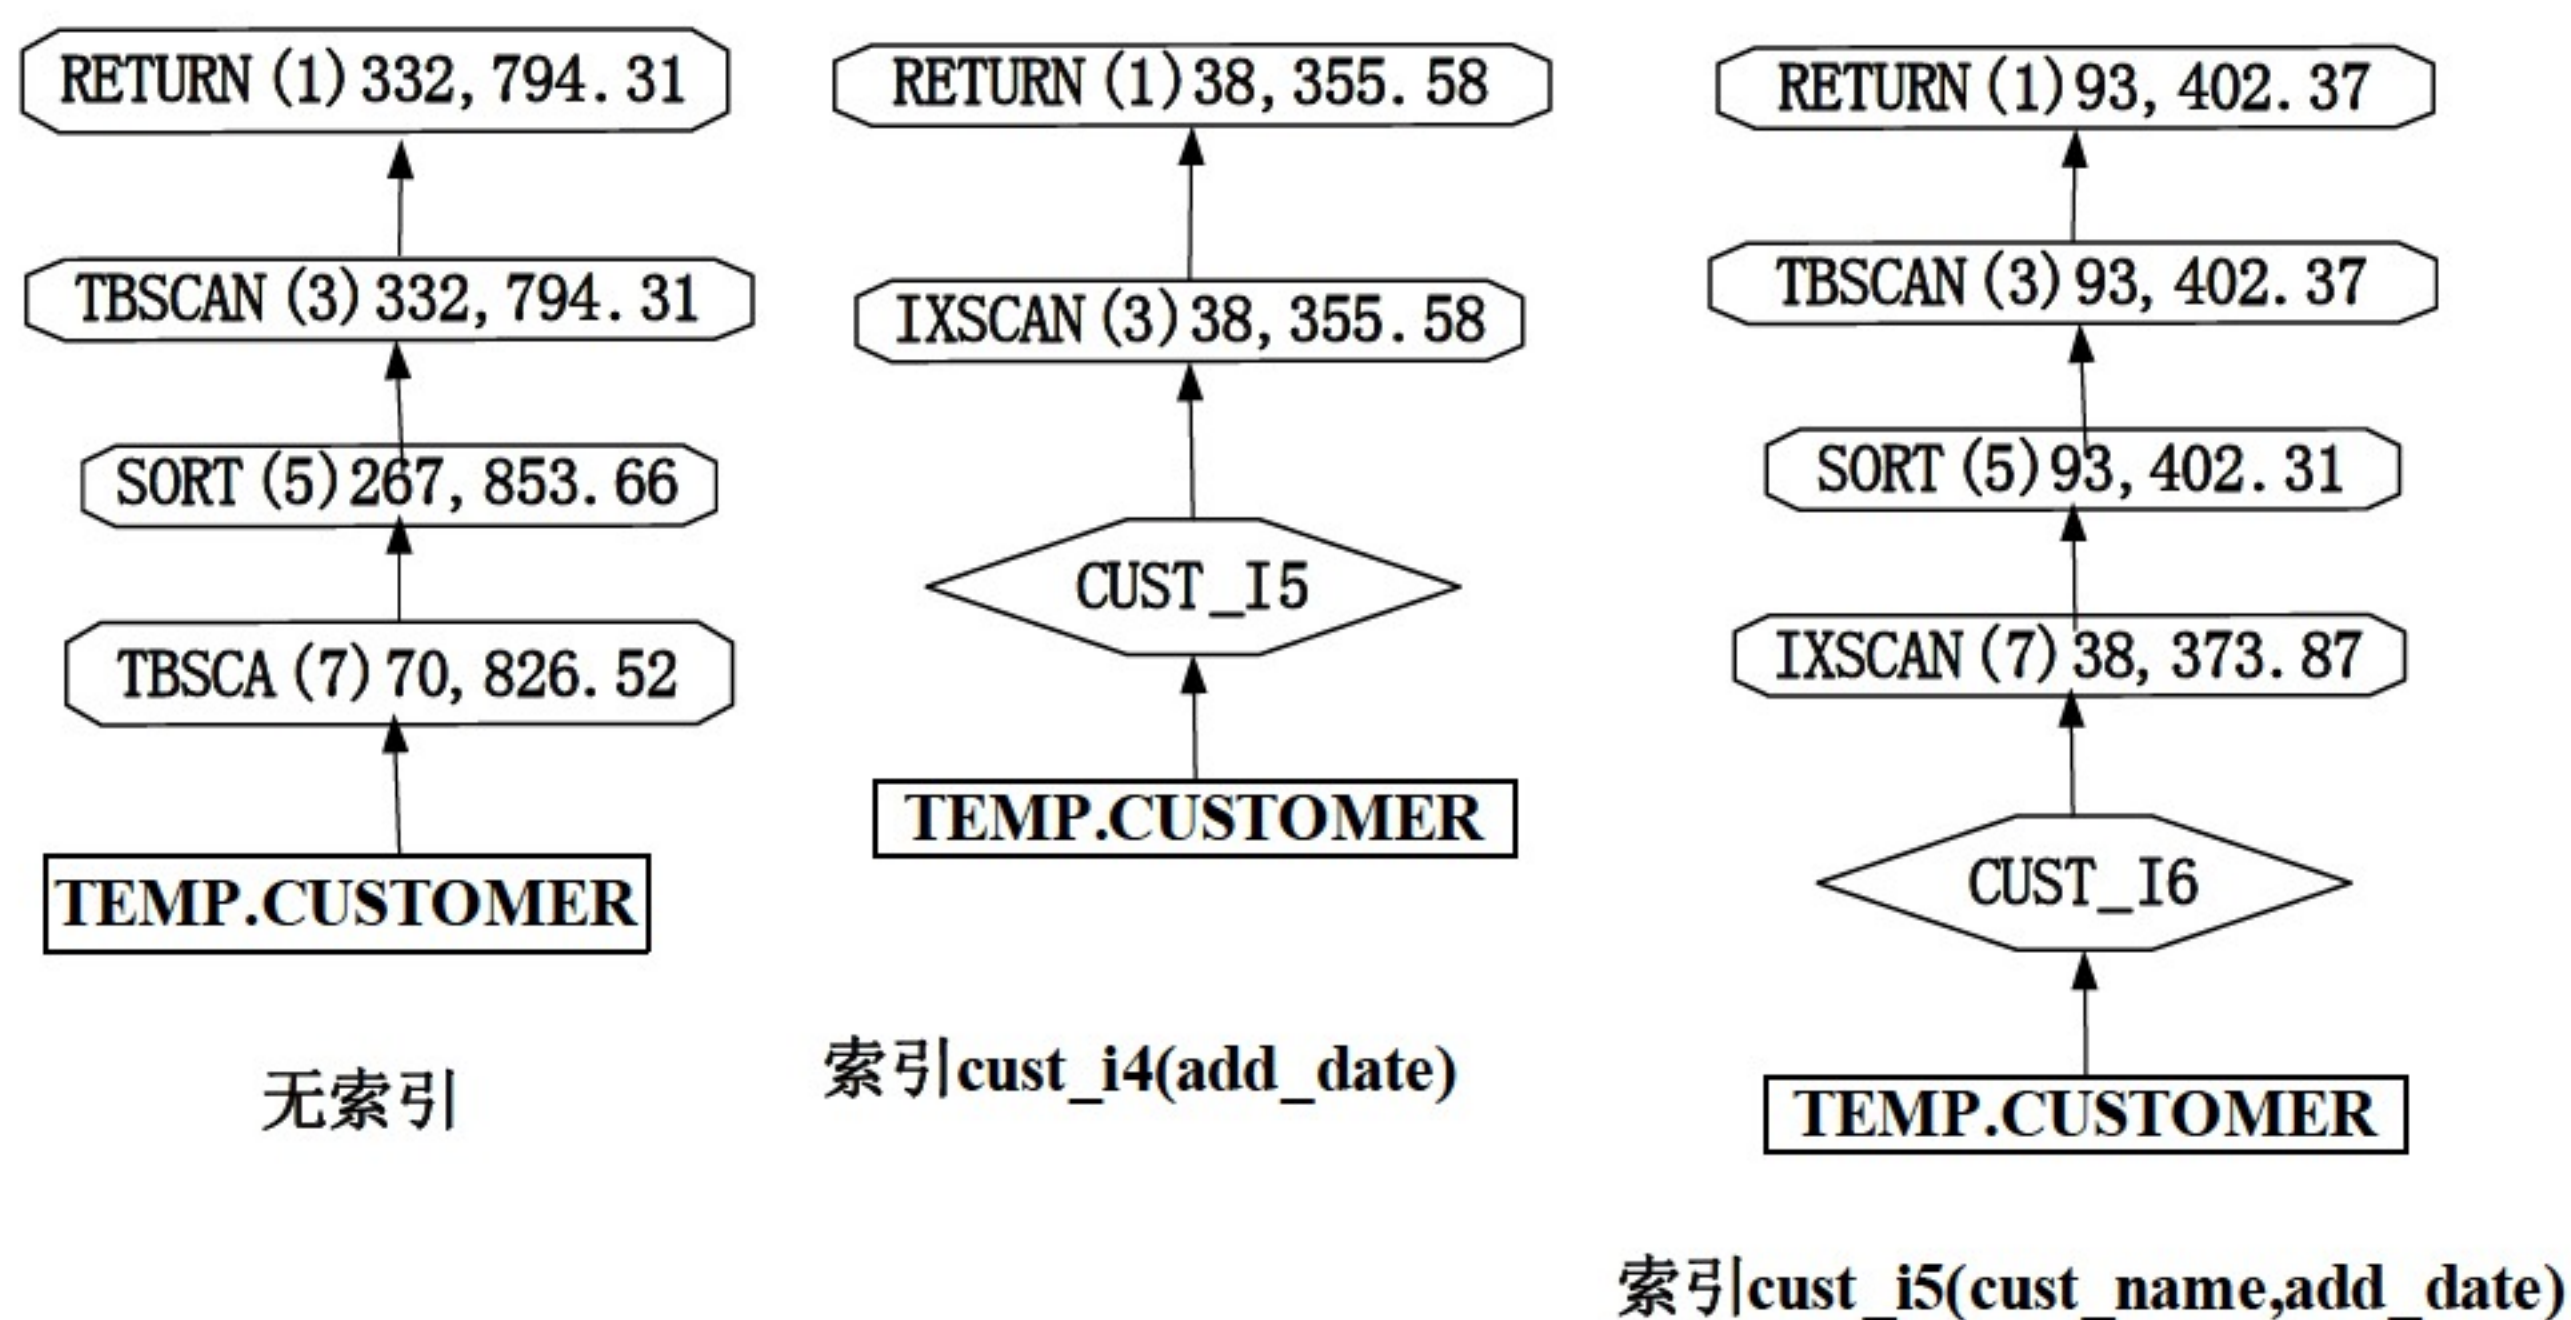 RETURN(1)332,794.31
TBSCAN(3)332,794.31
SORT(5)267,853.66
TBSCA(7)70,826.52
TEMP.CUSTOMER
无索引
RETURN(1)38,355.58
IXSCAN(3)38,355.58
CUST_I5
TEMP.CUSTOMER
索引cust_i4(add_date)
RETURN(1)93,402.37
TBSCAN(3)93,402.37
SORT(5)93,402.31
IXSCAN(7)38,373.87
CUST_I6
TEMP.CUSTOMER
索引cust_i5(cust_name,add_date)